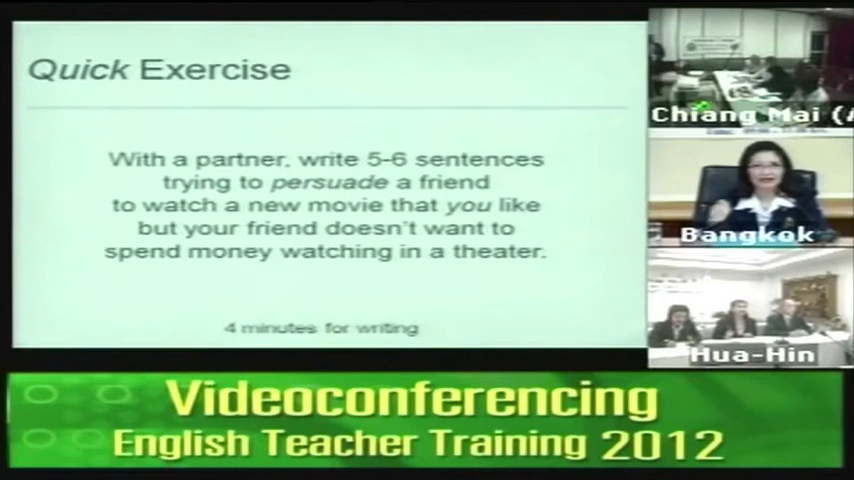 Quick Exercise
With a partner, write 5-6 sentences
trying to persuade a friend
to watch a new movie that you like
but your friend doesn't want to
spend money watching in a theater.
4 minutes for writing
Chiang Mai (A
Bangkok
Hua-Hin
Videoconferencing
English Teacher Training 2012